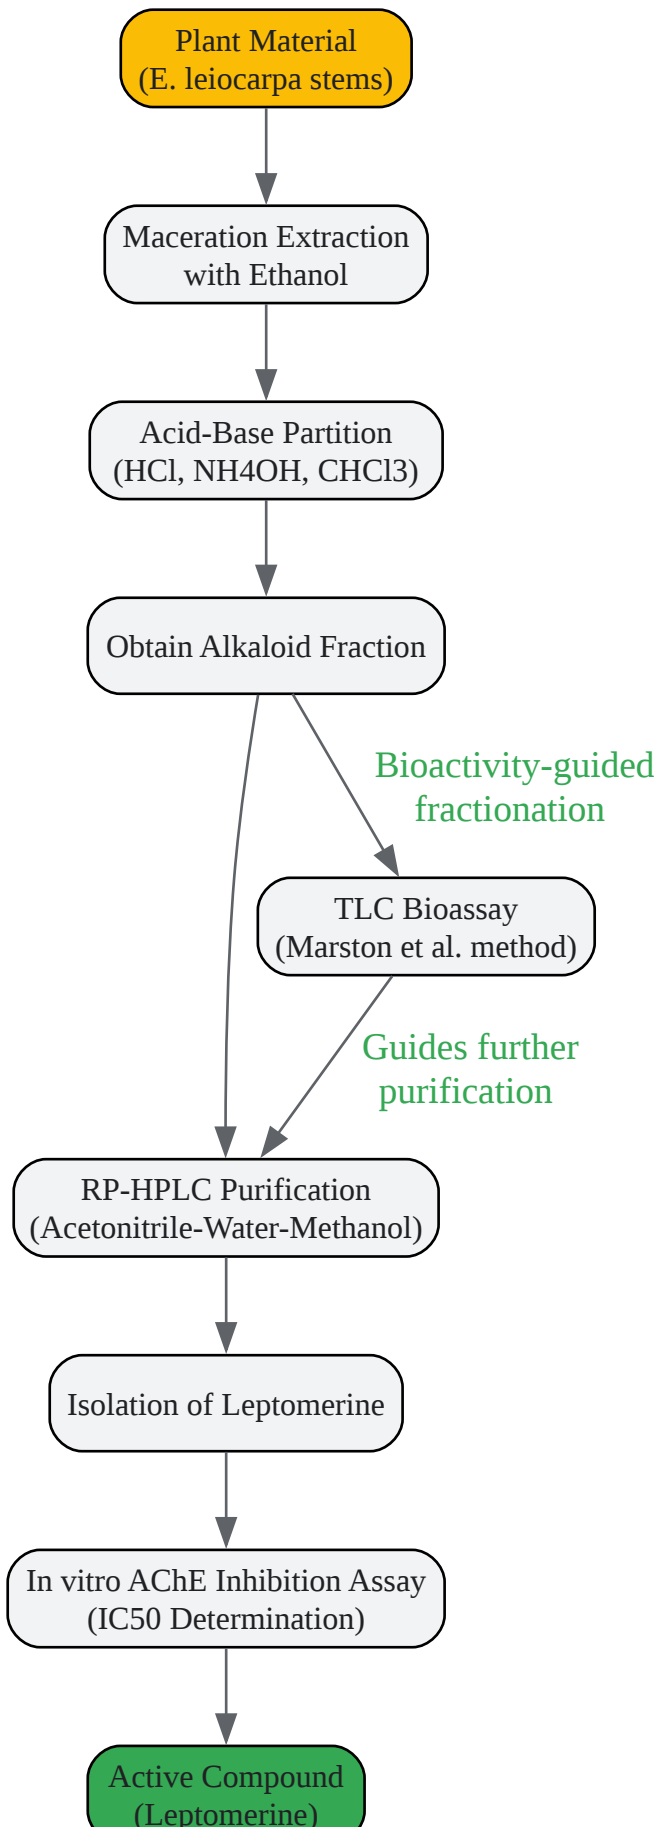 Plant Material
(E. leiocarpa stems)
Maceration Extraction
with Ethanol
Acid-Base Partition
(HCl, NH4OH, CHCl3)
Obtain Alkaloid Fraction
Bioactivity-guided
fractionation
TLC Bioassay
(Marston et al. method)
Guides further
purification
RP-HPLC Purification
(Acetonitrile-Water-Methanol)
Isolation of Leptomerine
In vitro AChE Inhibition Assay
(IC50 Determination)
Active Compound
(Leptomerine)